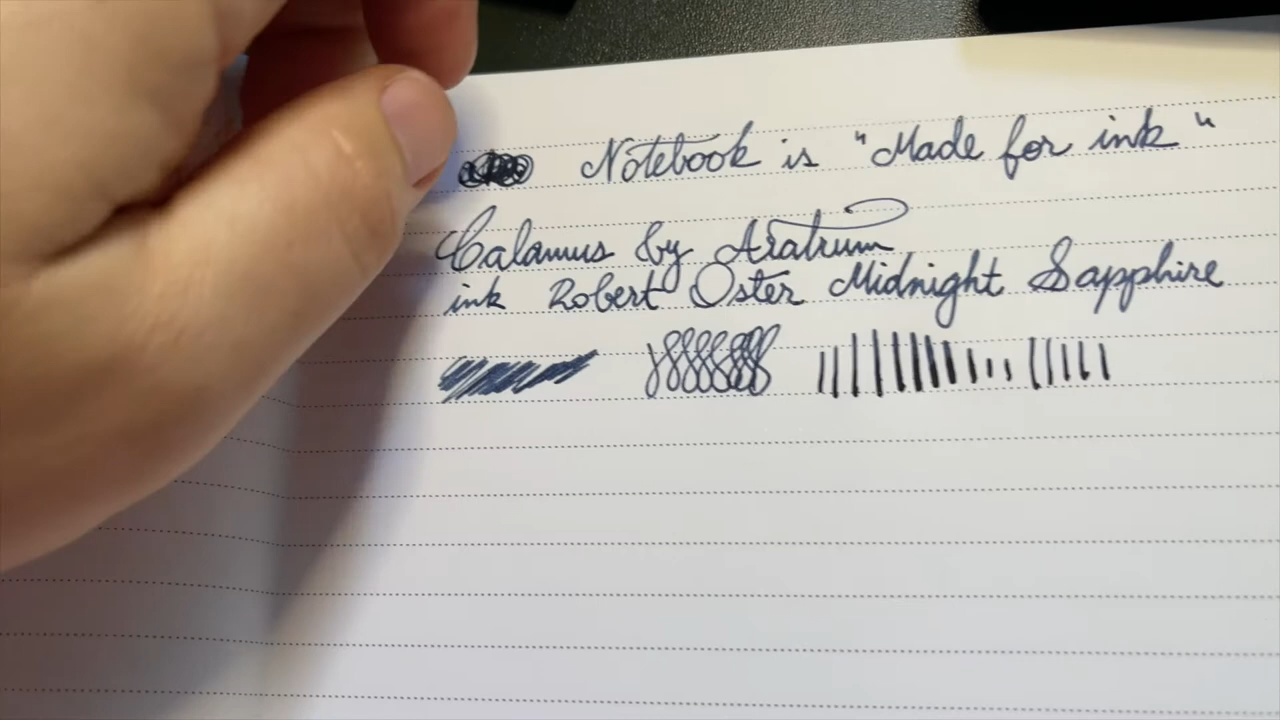 Notebook is "Made for ink"
Calamus by Aratrum
ink Robert Oster Midnight Sapphire